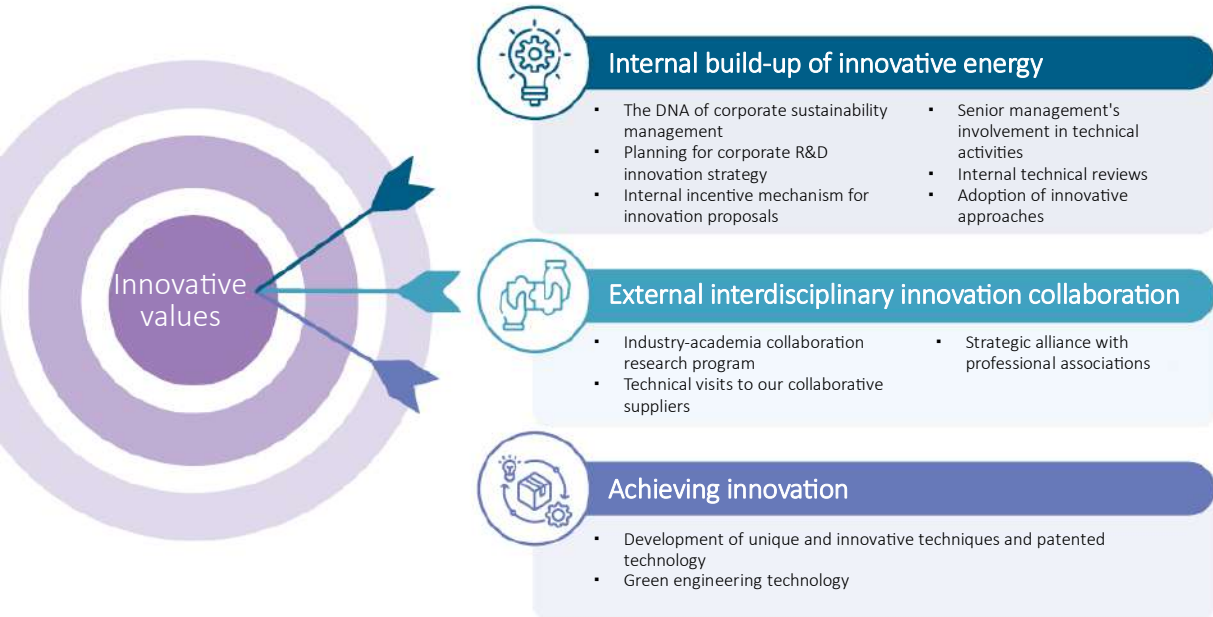 Innovative
values
Internal build-up of innovative energy
▪ The DNA of corporate sustainability
management
▪ Planning for corporate R&D
innovation strategy
▪ Internal incentive mechanism for
innovation proposals
▪ Senior management's
involvement in technical
activities
▪ Internal technical reviews
▪ Adoption of innovative
approaches
External interdisciplinary innovation collaboration
▪ Industry-academia collaboration
research program
▪ Technical visits to our collaborative
suppliers
▪ Strategic alliance with
professional associations
Achieving innovation
▪ Development of unique and innovative techniques and patented
technology
▪ Green engineering technology